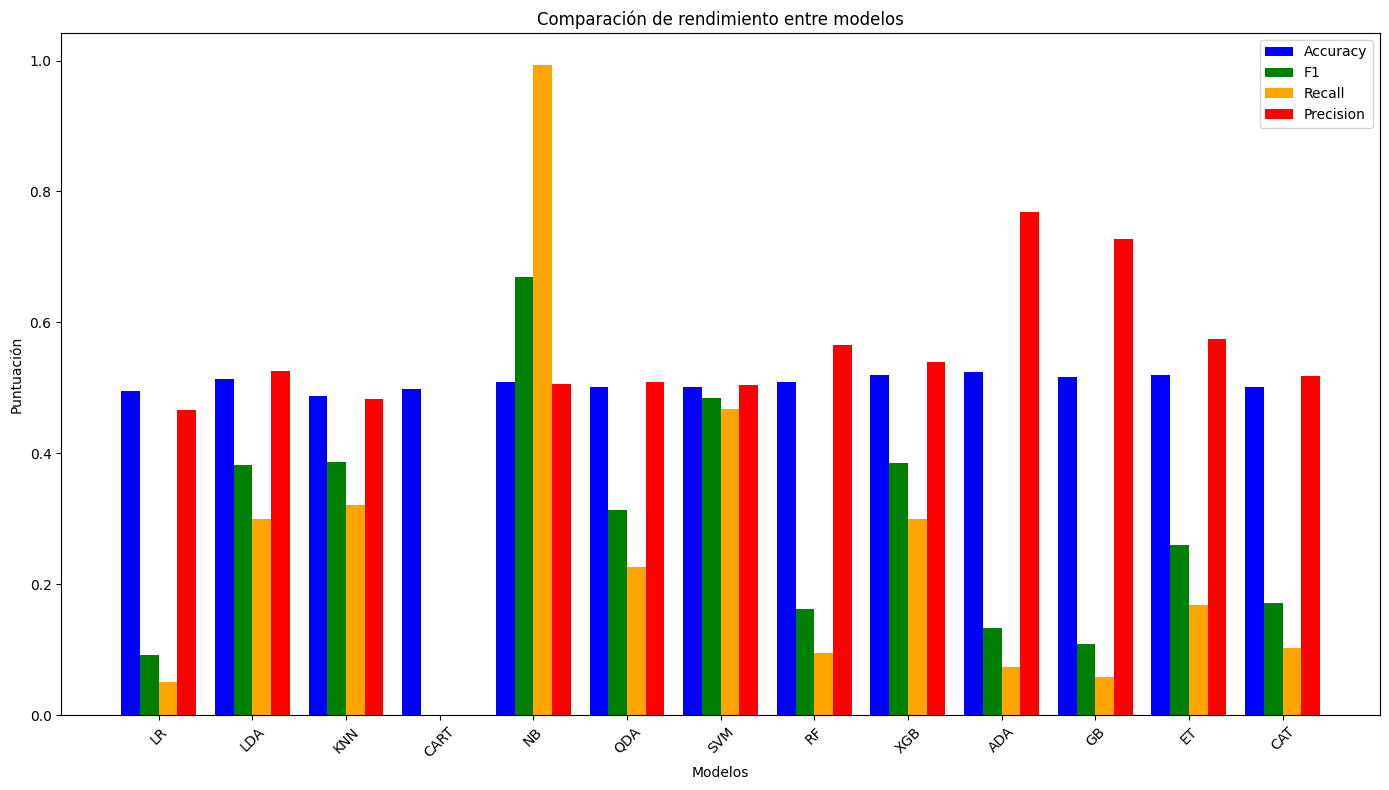 Comparación de rendimiento entre modelos
Accuracy
F1
Recall
Precision
Puntuación
1.0
0.8
0.6
0.4
0.2
0.0
LR
LDA
KNN
CART
NB
QDA
SVM
RF
XGB
ADA
GB
ET
CAT
Modelos